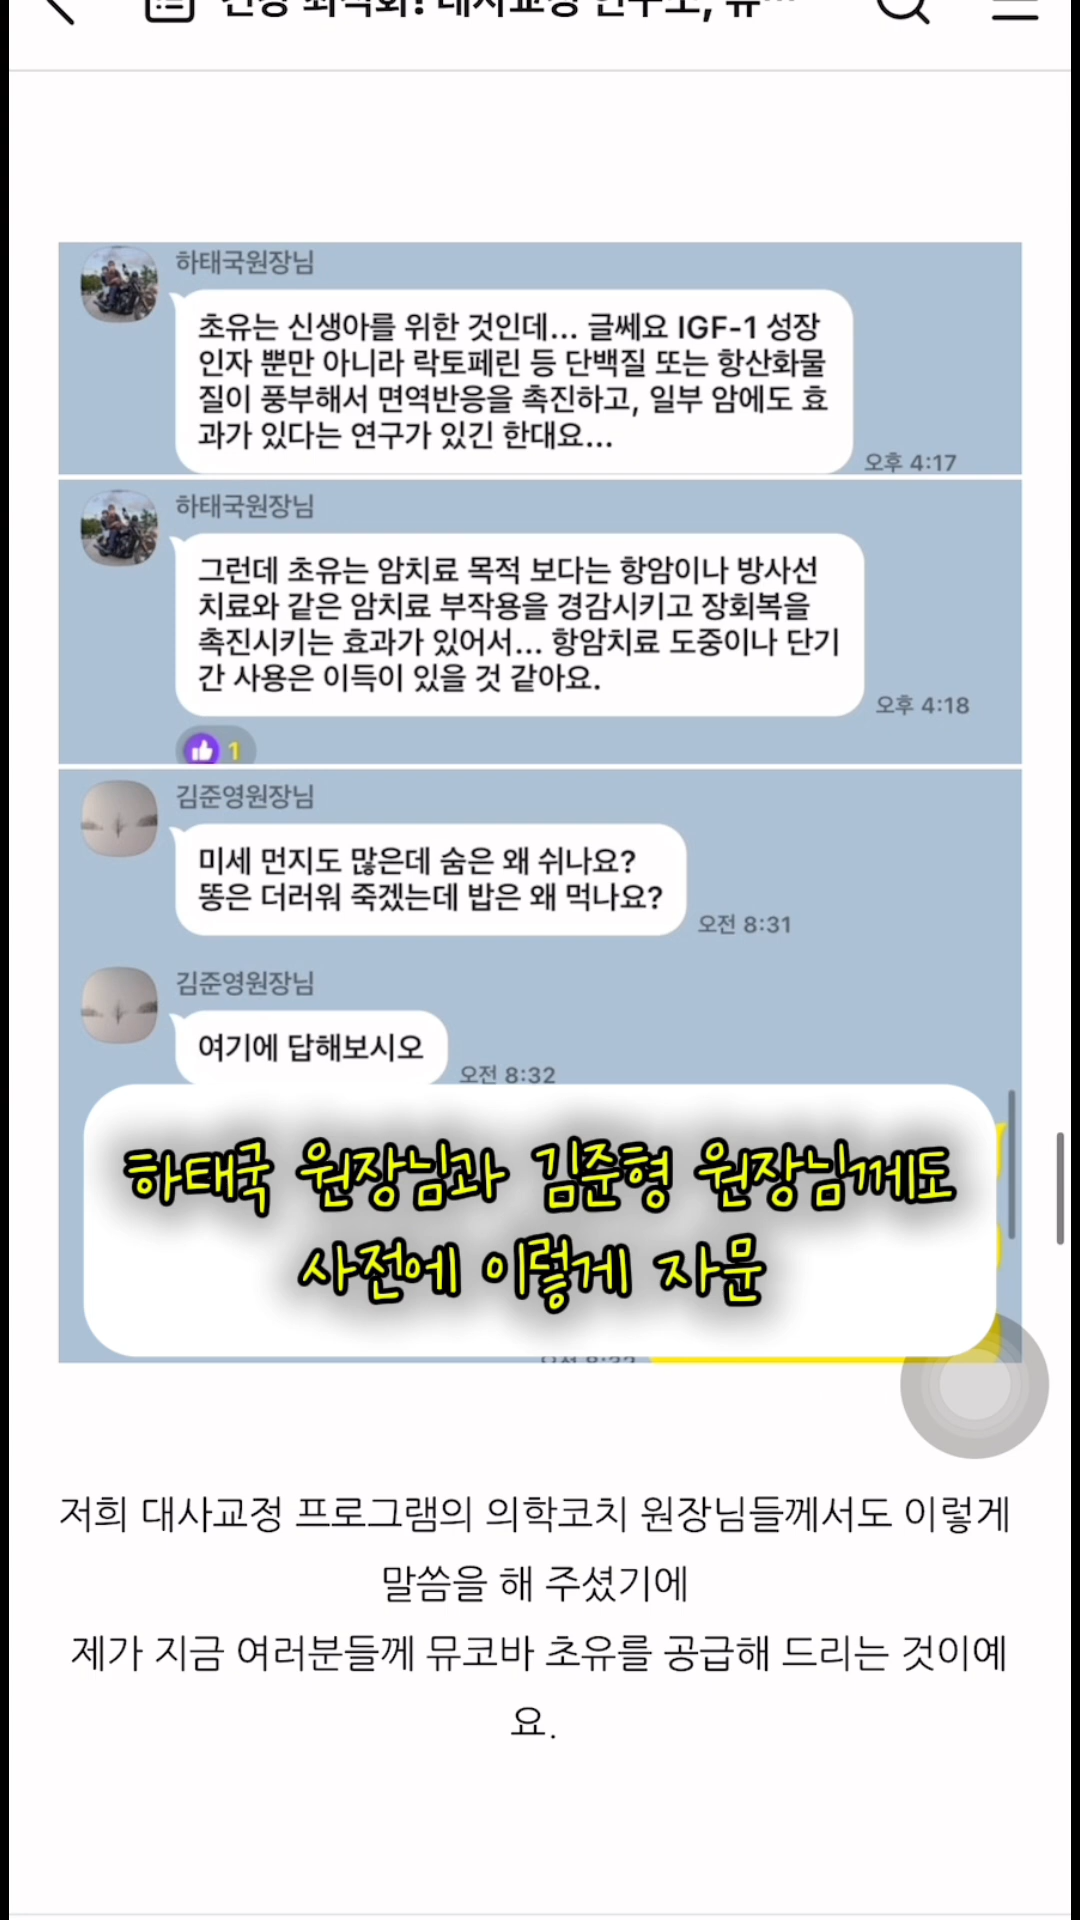 건강 최적화! 대사교정 연구소, 뮤…
하태국원장님
초유는 신생아를 위한 것인데... 글쎄요 IGF-1 성장
인자 뿐만 아니라 락토페린 등 단백질 또는 항산화물
질이 풍부해서 면역반응을 촉진하고, 일부 암에도 효
과가 있다는 연구가 있긴 한대요...
오후 4:17
하태국원장님
그런데 초유는 암치료 목적 보다는 항암이나 방사선
치료와 같은 암치료 부작용을 경감시키고 장회복을
촉진시키는 효과가 있어서... 항암치료 도중이나 단기
간 사용은 이득이 있을 것 같아요.
오후 4:18
1
김준영원장님
미세 먼지도 많은데 숨은 왜 쉬나요?
똥은 더러워 죽겠는데 밥은 왜 먹나요?
오전 8:31
김준영원장님
여기에 답해보시오
오전 8:32
하태국 원장님과 김준형 원장님께도
사전에 이렇게 자문
저희 대사교정 프로그램의 의학코치 원장님들께서도 이렇게
말씀을 해 주셨기에
제가 지금 여러분들께 뮤코바 초유를 공급해 드리는 것이예
요.